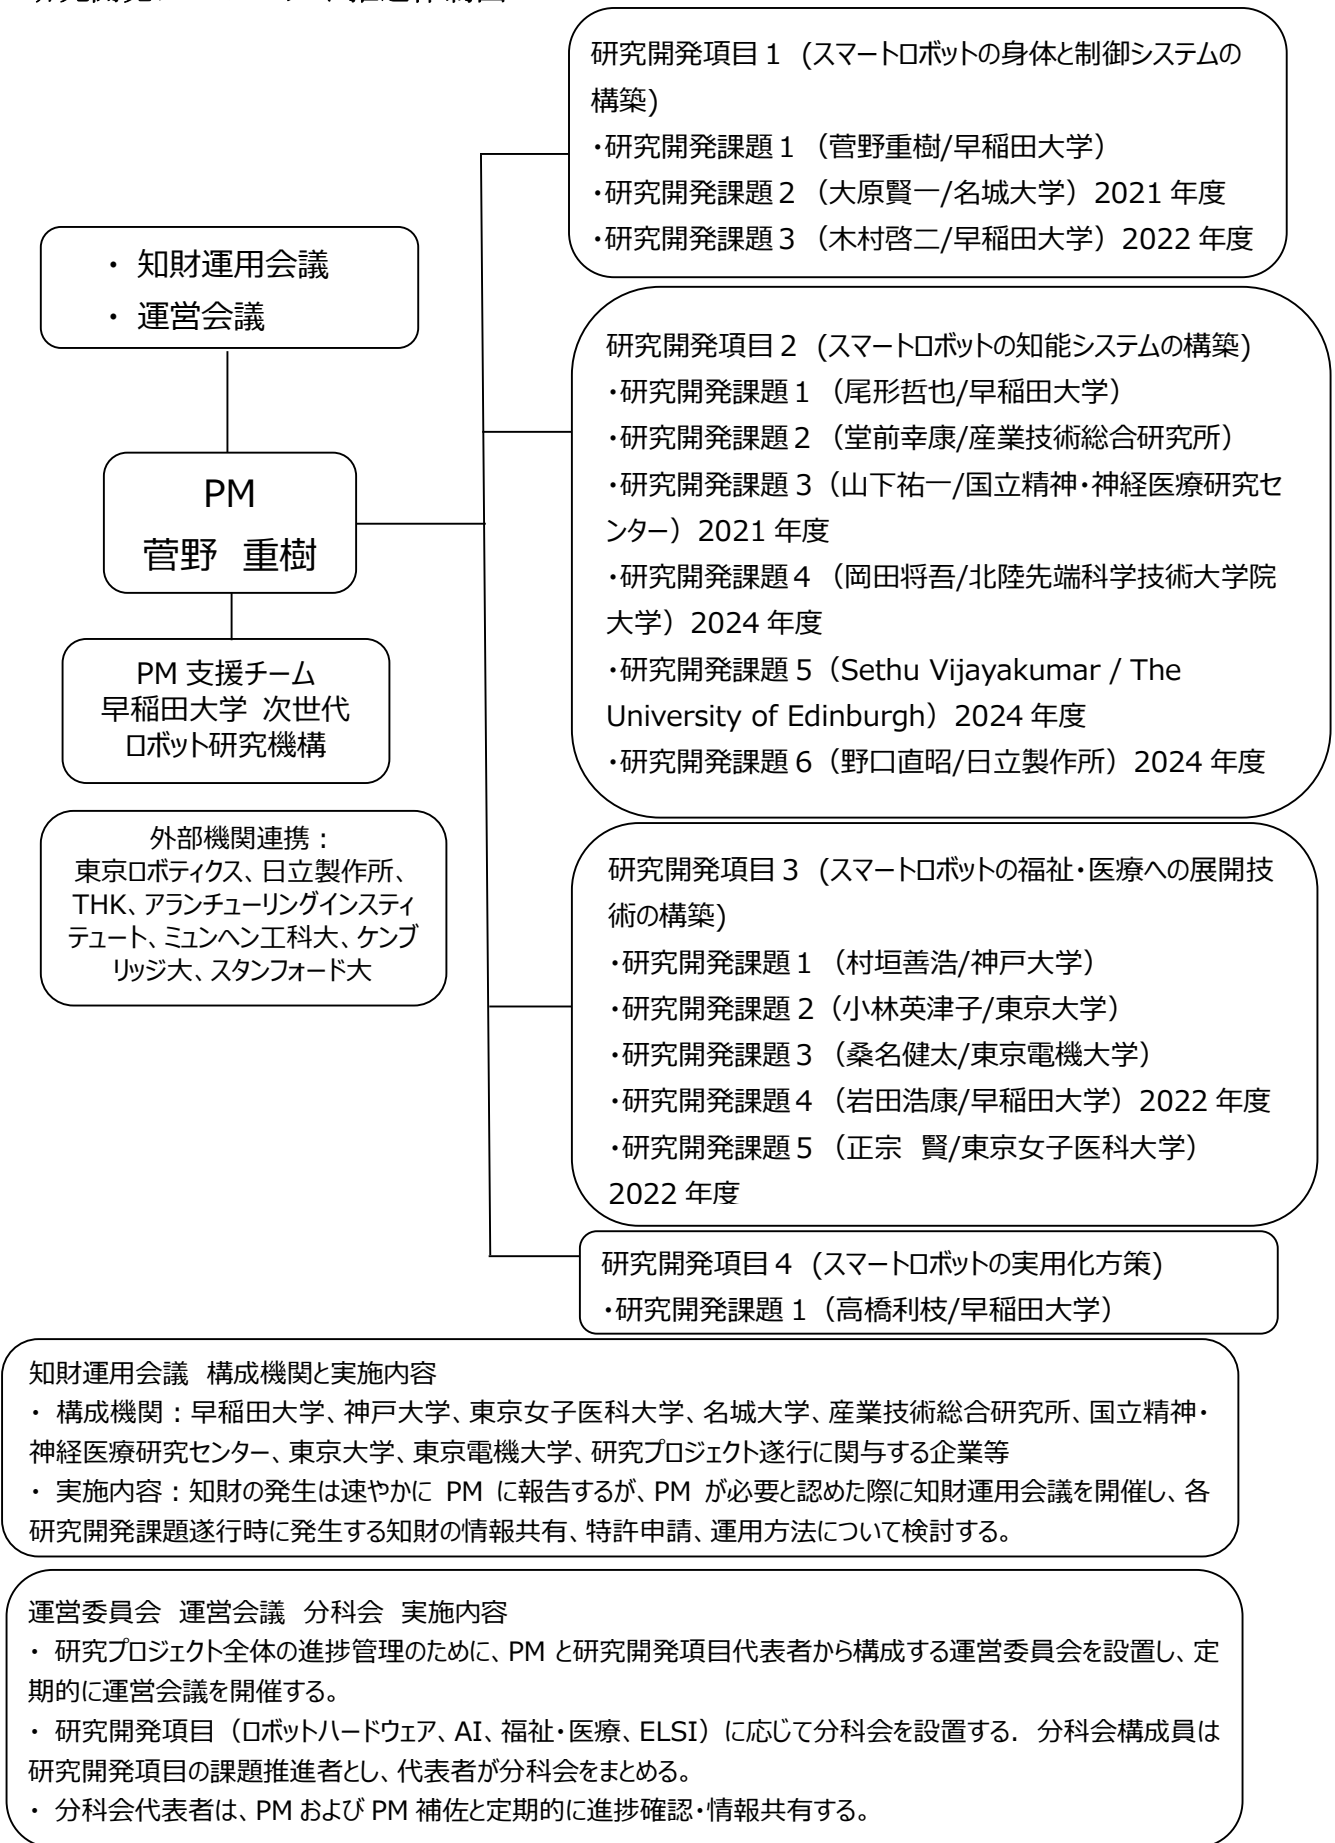 研究開発項目１ (スマートロボットの身体と制御システムの
構築)
・研究開発課題１（菅野重樹/早稲田大学）
・研究開発課題２（大原賢一/名城大学）2021 年度
・研究開発課題３（木村啓二/早稲田大学）2022 年度
・ 知財運用会議
・ 運営会議
研究開発項目２ (スマートロボットの知能システムの構築)
・研究開発課題１（尾形哲也/早稲田大学）
・研究開発課題２（堂前幸康/産業技術総合研究所）
・研究開発課題３（山下祐一/国立精神・神経医療研究セ
ンター）2021 年度
・研究開発課題４（岡田将吾/北陸先端科学技術大学院
大学）2024 年度
・研究開発課題５（Sethu Vijayakumar / The
University of Edinburgh）2024 年度
・研究開発課題６（野口直昭/日立製作所）2024 年度
PM
菅野 重樹
PM 支援チーム
早稲田大学 次世代
ロボット研究機構
外部機関連携：
東京ロボティクス、日立製作所、
THK、アランチューリングインスティ
テュート、ミュンヘン工科大、ケンブ
リッジ大、スタンフォード大
研究開発項目３ (スマートロボットの福祉・医療への展開技
術の構築)
・研究開発課題１（村垣善浩/神戸大学）
・研究開発課題２（小林英津子/東京大学）
・研究開発課題３（桑名健太/東京電機大学）
・研究開発課題４（岩田浩康/早稲田大学）2022 年度
・研究開発課題５（正宗 賢/東京女子医科大学）
2022 年度
研究開発項目４ (スマートロボットの実用化方策)
・研究開発課題１（高橋利枝/早稲田大学）
知財運用会議 構成機関と実施内容
・ 構成機関：早稲田大学、神戸大学、東京女子医科大学、名城大学、産業技術総合研究所、国立精神・
神経医療研究センター、東京大学、東京電機大学、研究プロジェクト遂行に関与する企業等
・ 実施内容：知財の発生は速やかに PM に報告するが、PM が必要と認めた際に知財運用会議を開催し、各
研究開発課題遂行時に発生する知財の情報共有、特許申請、運用方法について検討する。
運営委員会 運営会議 分科会 実施内容
・ 研究プロジェクト全体の進捗管理のために、PM と研究開発項目代表者から構成する運営委員会を設置し、定
期的に運営会議を開催する。
・ 研究開発項目（ロボットハードウェア、AI、福祉・医療、ELSI）に応じて分科会を設置する. 分科会構成員は
研究開発項目の課題推進者とし、代表者が分科会をまとめる。
・ 分科会代表者は、PM および PM 補佐と定期的に進捗確認・情報共有する。